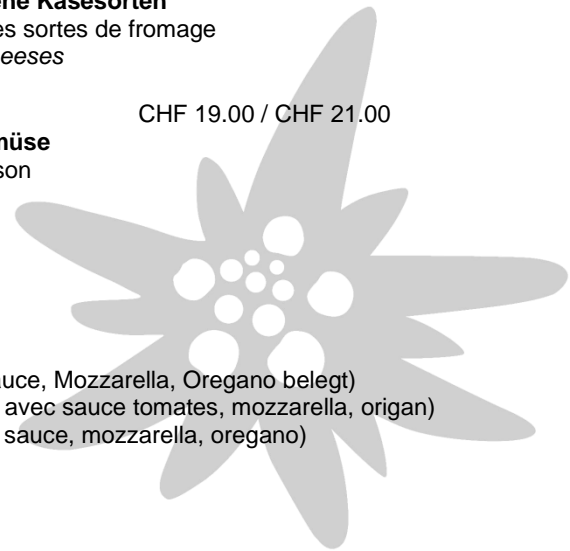 ene Käsesorten
es sortes de fromage
eeses
CHF 19.00 / CHF 21.00
müse
son
auce, Mozzarella, Oregano belegt)
avec sauce tomates, mozzarella, origan)
sauce, mozzarella, oregano)